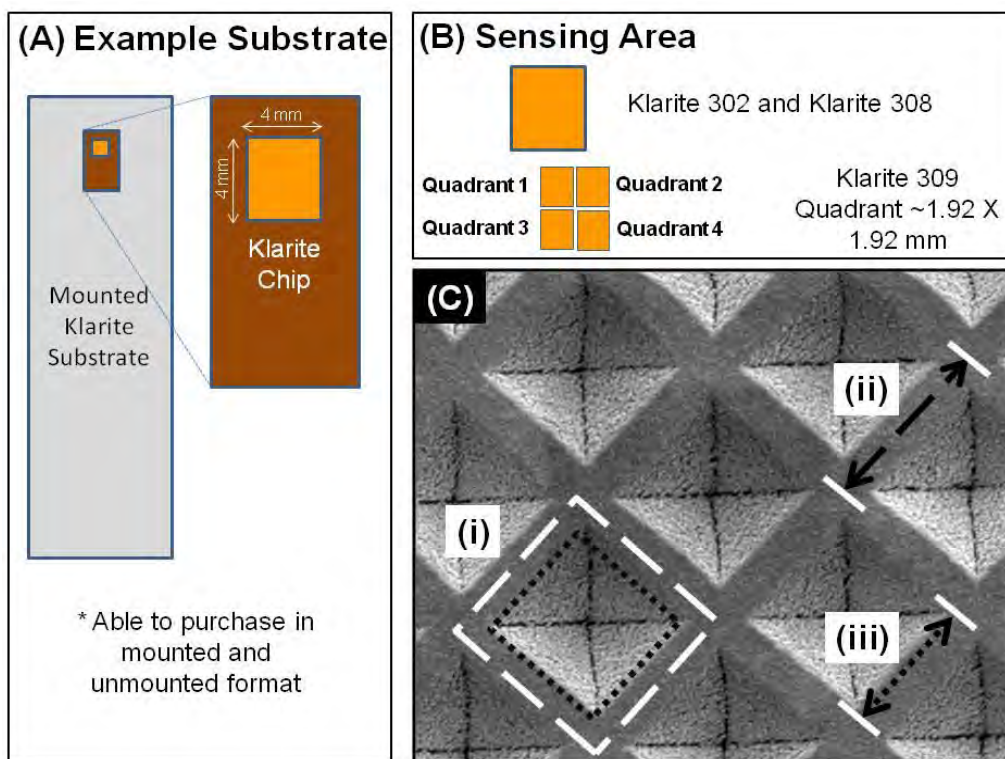 (A) Example Substrate
4 mm
4 mm
Klarite
Chip
Mounted
Klarite
Substrate
* Able to purchase in
mounted and
unmounted format
(B) Sensing Area
Klarite 302 and Klarite 308
Quadrant 1
Quadrant 2
Quadrant 3
Quadrant 4
Klarite 309
Quadrant ~1.92 X
1.92 mm
(C)
(i)
(ii)
(iii)